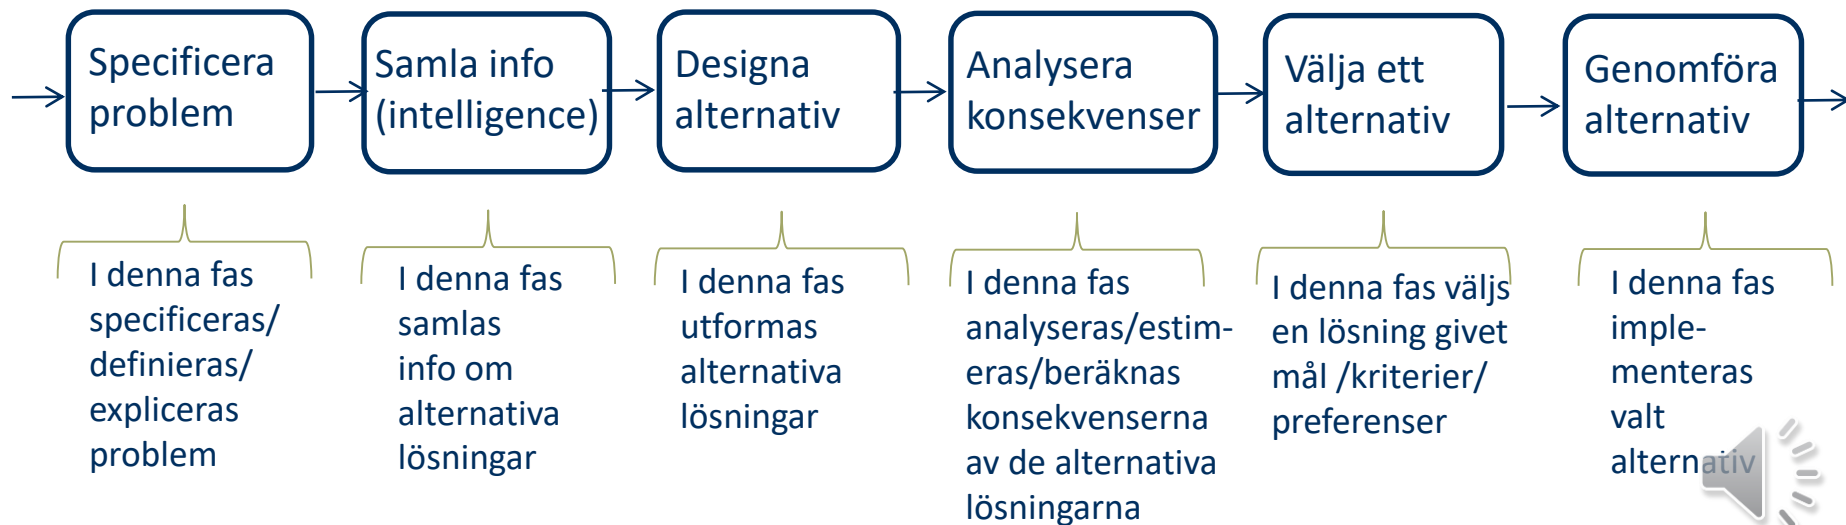 Specificera
problem
Samla info
(intelligence)
Designa
alternativ
Analysera
konsekvenser
Välja ett
alternativ
Genomföra
alternativ
I denna fas
specificeras/
definieras/
expliceras
problem
I denna fas
samlas
info om
alternativa
lösningar
I denna fas
utformas
alternativa
lösningar
I denna fas
analyseras/estim-
eras/beräknas
konsekvenserna
av de alternativa
lösningarna
I denna fas väljs
en lösning givet
mål /kriterier/
preferenser
I denna fas
imple-
menteras
valt
alternativ